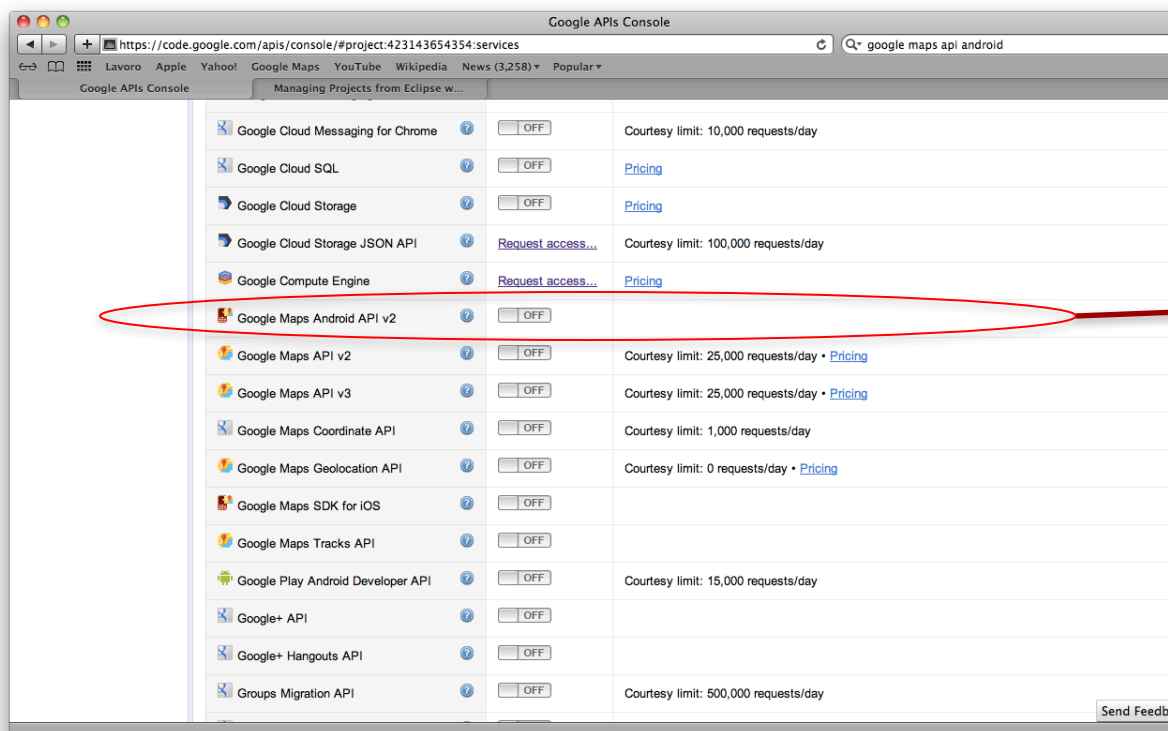 Google APIs Console
https://code.google.com/apis/console/#project:423143654354:services
google maps api android
Lavoro Apple Yahoo! Google Maps YouTube Wikipedia News (3,258) Popular
Google APIs Console Managing Projects from Eclipse w...
Google Cloud Messaging for Chrome ? OFF Courtesy limit: 10,000 requests/day
Google Cloud SQL ? OFF Pricing
Google Cloud Storage ? OFF Pricing
Google Cloud Storage JSON API ? Request access... Courtesy limit: 100,000 requests/day
Google Compute Engine ? Request access... Pricing
Google Maps Android API v2 ? OFF
Google Maps API v2 ? OFF Courtesy limit: 25,000 requests/day • Pricing
Google Maps API v3 ? OFF Courtesy limit: 25,000 requests/day • Pricing
Google Maps Coordinate API ? OFF Courtesy limit: 1,000 requests/day
Google Maps Geolocation API ? OFF Courtesy limit: 0 requests/day • Pricing
Google Maps SDK for iOS ? OFF
Google Maps Tracks API ? OFF
Google Play Android Developer API ? OFF Courtesy limit: 15,000 requests/day
Google+ API ? OFF
Google+ Hangouts API ? OFF
Groups Migration API ? OFF Courtesy limit: 500,000 requests/day
Send Feedb